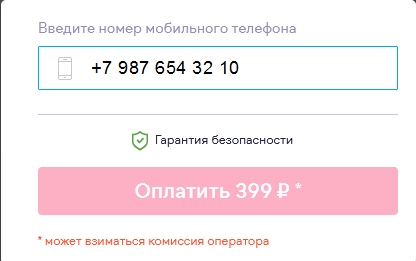 Введите номер мобильного телефона
+7 987 654 32 10
Гарантия безопасности
Оплатить 399 ₽ *
* может взиматься комиссия оператора